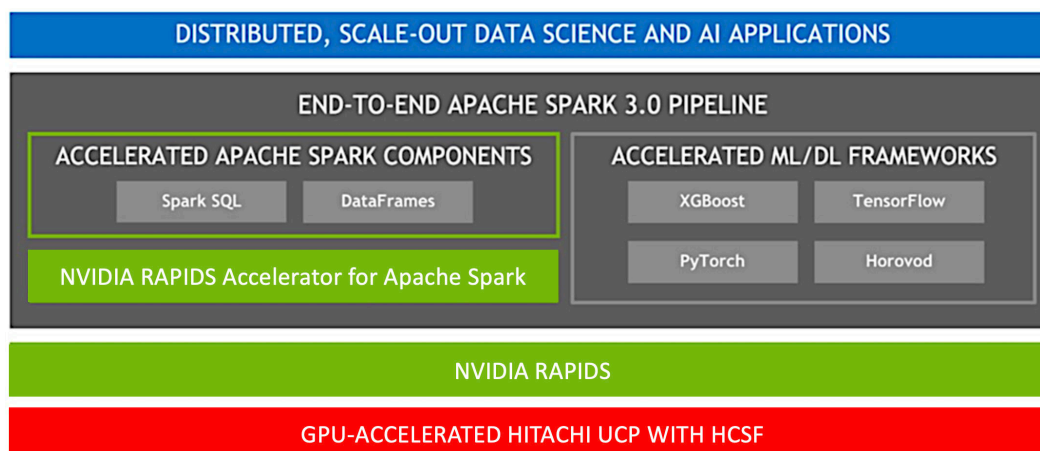 DISTRIBUTED, SCALE-OUT DATA SCIENCE AND AI APPLICATIONS
END-TO-END APACHE SPARK 3.0 PIPELINE
ACCELERATED APACHE SPARK COMPONENTS
Spark SQL
DataFrames
NVIDIA RAPIDS Accelerator for Apache Spark
ACCELERATED ML/DL FRAMEWORKS
XGBoost
TensorFlow
PyTorch
Horovod
NVIDIA RAPIDS
GPU-ACCELERATED HITACHI UCP WITH HCSF